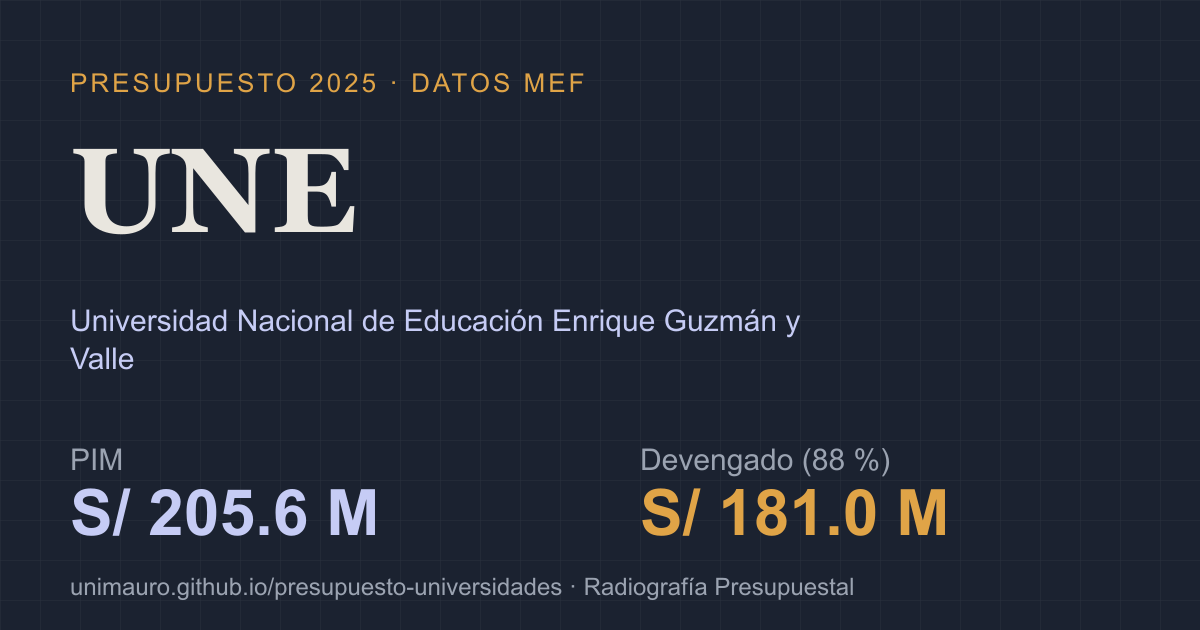 PRESUPUESTO 2025 · DATOS MEF
UNE
Universidad Nacional de Educación Enrique Guzmán y
Valle
PIM
S/ 205.6 M
Devengado (88 %)
S/ 181.0 M
unimauro.github.io/presupuesto-universidades · Radiografía Presupuestal